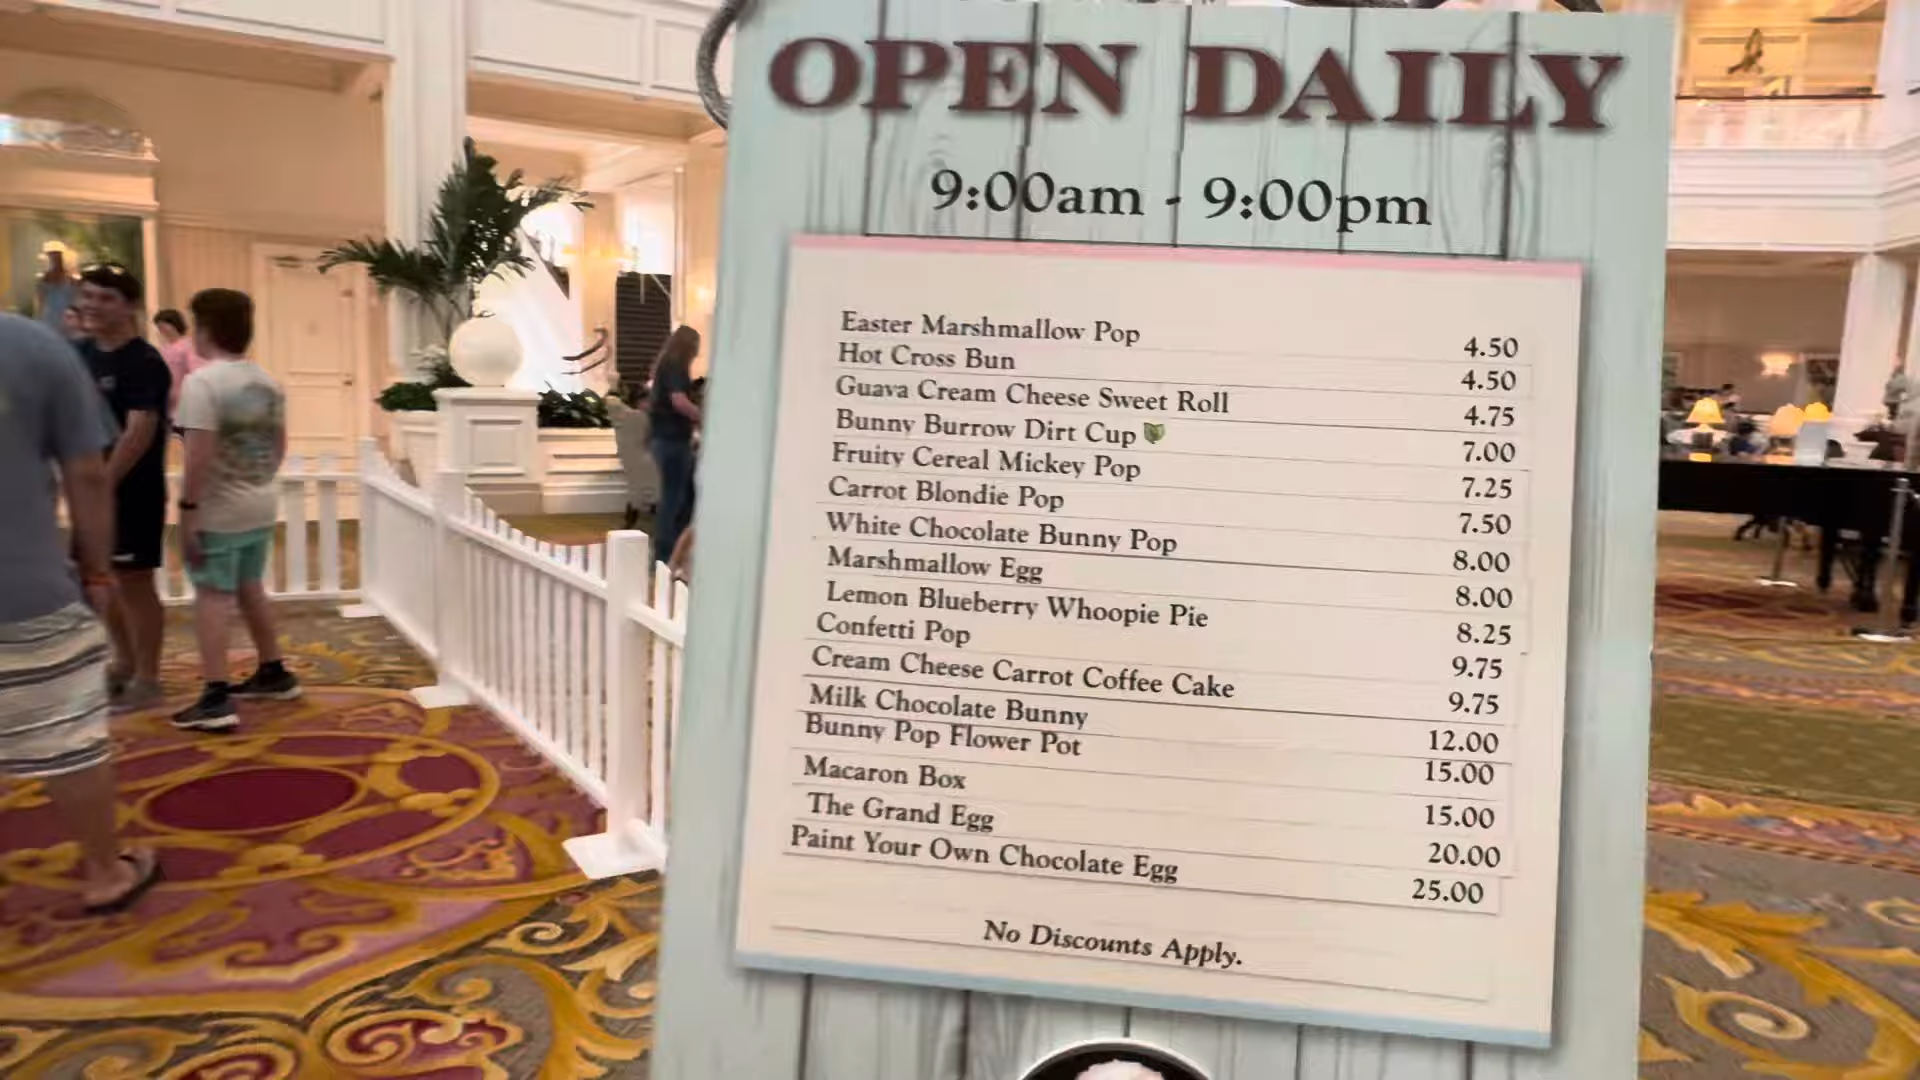 OPEN DAILY
9:00am - 9:00pm
Easter Marshmallow Pop 4.50
Hot Cross Bun 4.50
Guava Cream Cheese Sweet Roll 4.75
Bunny Burrow Dirt Cup 7.00
Fruity Cereal Mickey Pop 7.25
Carrot Blondie Pop 7.50
White Chocolate Bunny Pop 8.00
Marshmallow Egg 8.00
Lemon Blueberry Whoopie Pie 8.25
Confetti Pop 9.75
Cream Cheese Carrot Coffee Cake 9.75
Milk Chocolate Bunny 12.00
Bunny Pop Flower Pot 15.00
Macaron Box 15.00
The Grand Egg 20.00
Paint Your Own Chocolate Egg 25.00
No Discounts Apply.